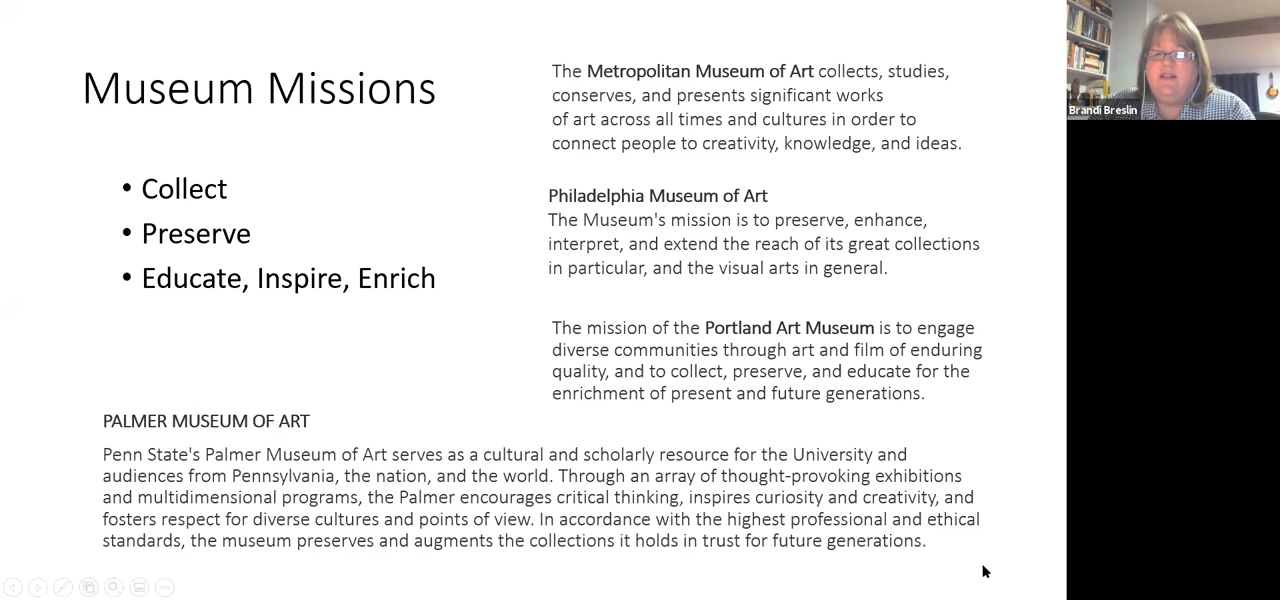 Museum Missions
• Collect
• Preserve
• Educate, Inspire, Enrich
The Metropolitan Museum of Art collects, studies,
conserves, and presents significant works
of art across all times and cultures in order to
connect people to creativity, knowledge, and ideas.
Philadelphia Museum of Art
The Museum's mission is to preserve, enhance,
interpret, and extend the reach of its great collections
in particular, and the visual arts in general.
The mission of the Portland Art Museum is to engage
diverse communities through art and film of enduring
quality, and to collect, preserve, and educate for the
enrichment of present and future generations.
PALMER MUSEUM OF ART
Penn State's Palmer Museum of Art serves as a cultural and scholarly resource for the University and
audiences from Pennsylvania, the nation, and the world. Through an array of thought-provoking exhibitions
and multidimensional programs, the Palmer encourages critical thinking, inspires curiosity and creativity, and
fosters respect for diverse cultures and points of view. In accordance with the highest professional and ethical
standards, the museum preserves and augments the collections it holds in trust for future generations.
Brandi Breslin